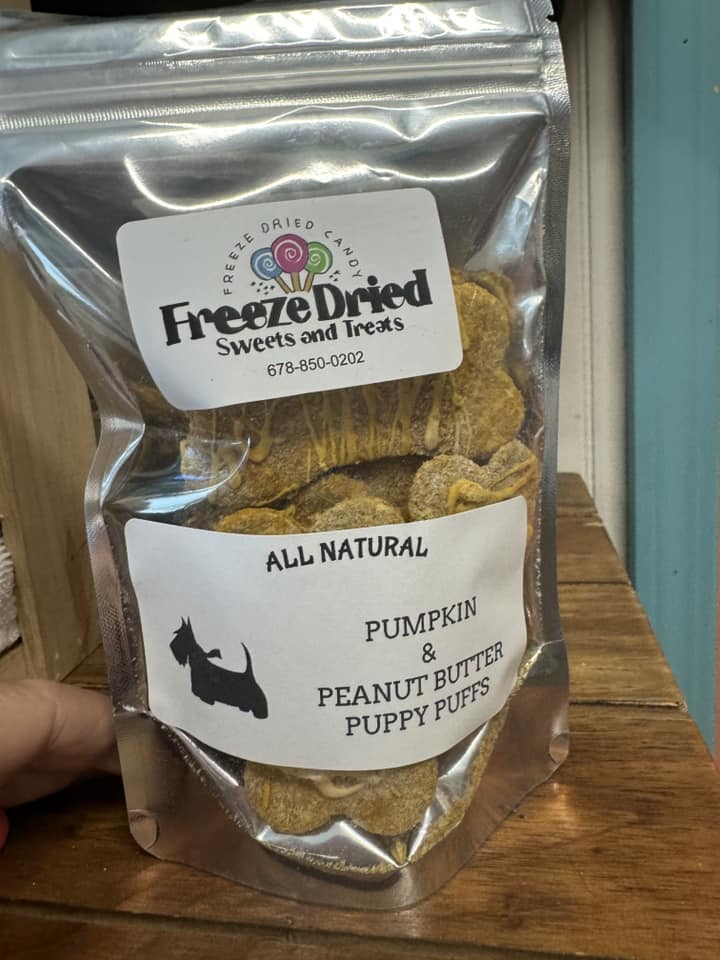 FREEZE DRIED CANDY
Freeze Dried
Sweets and Treats
678-850-0202
ALL NATURAL
PUMPKIN
&
PEANUT BUTTER
PUPPY PUFFS